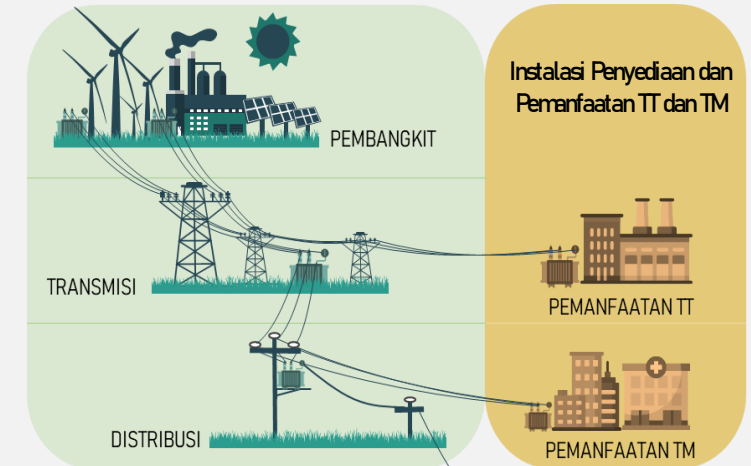 Instalasi Penyediaan dan
Pemanfaatan TT dan TM
PEMBANGKIT
TRANSMISI
PEMANFAATAN TT
DISTRIBUSI
PEMANFAATAN TM